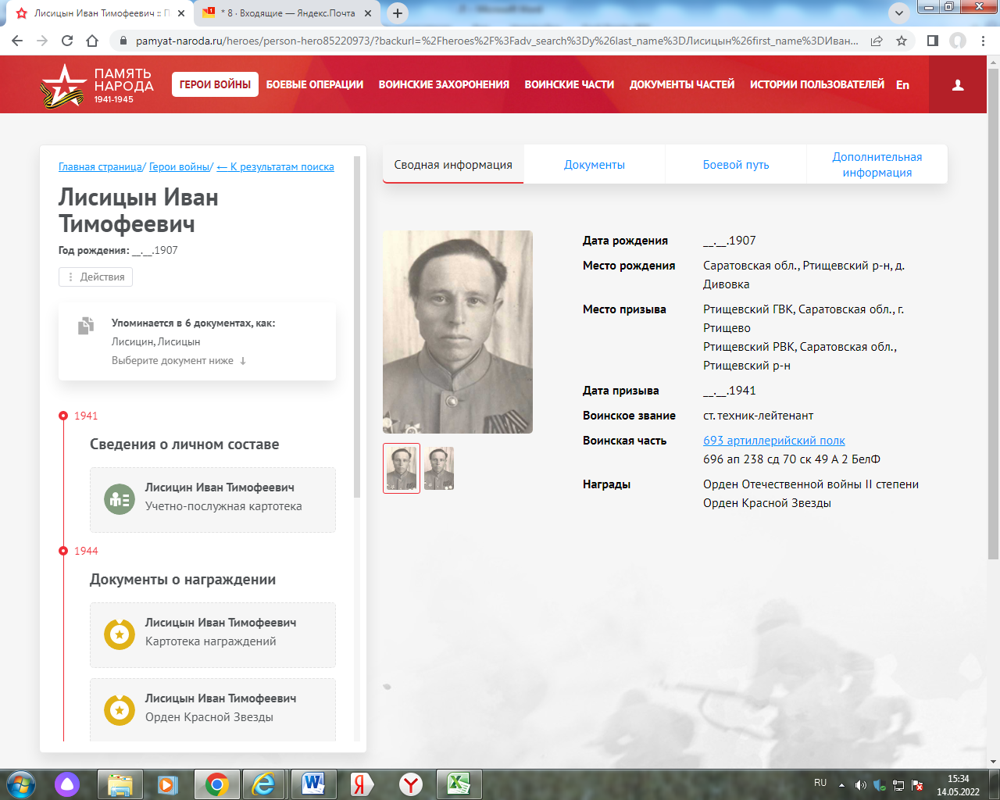 Лисицын Иван Тимофеевич :: П
* 8 · Входящие — Яндекс.Почта
pamyat-naroda.ru/heroes/person-hero85220973/?backurl=%2Fheroes%2F%3Fadv_search%3Dy%26last_name%3DЛисицын%26first_name%3DИван...
ПАМЯТЬ
НАРОДА
1941-1945
ГЕРОИ ВОЙНЫ
БОЕВЫЕ ОПЕРАЦИИ
ВОИНСКИЕ ЗАХОРОНЕНИЯ
ВОИНСКИЕ ЧАСТИ
ДОКУМЕНТЫ ЧАСТЕЙ
ИСТОРИИ ПОЛЬЗОВАТЕЛЕЙ
En
Главная страница/ Герои войны/ ← К результатам поиска
Лисицын Иван
Тимофеевич
Год рождения: __.__.1907
Действия
Упоминается в 6 документах, как:
Лисицин, Лисицын
Выберите документ ниже ↓
1941
Сведения о личном составе
Лисицин Иван Тимофеевич
Учетно-послужная картотека
1944
Документы о награждении
Лисицын Иван Тимофеевич
Картотека награждений
Лисицын Иван Тимофеевич
Орден Красной Звезды
Сводная информация
Документы
Боевой путь
Дополнительная
информация
Дата рождения __.__.1907
Место рождения Саратовская обл., Ртищевский р-н, д.
Дивовка
Место призыва Ртищевский ГВК, Саратовская обл., г.
Ртищево
Ртищевский РВК, Саратовская обл.,
Ртищевский р-н
Дата призыва __.__.1941
Воинское звание ст. техник-лейтенант
Воинская часть 693 артиллерийский полк
696 ап 238 сд 70 ск 49 А 2 БелФ
Награды Орден Отечественной войны II степени
Орден Красной Звезды
RU
15:34
14.05.2022